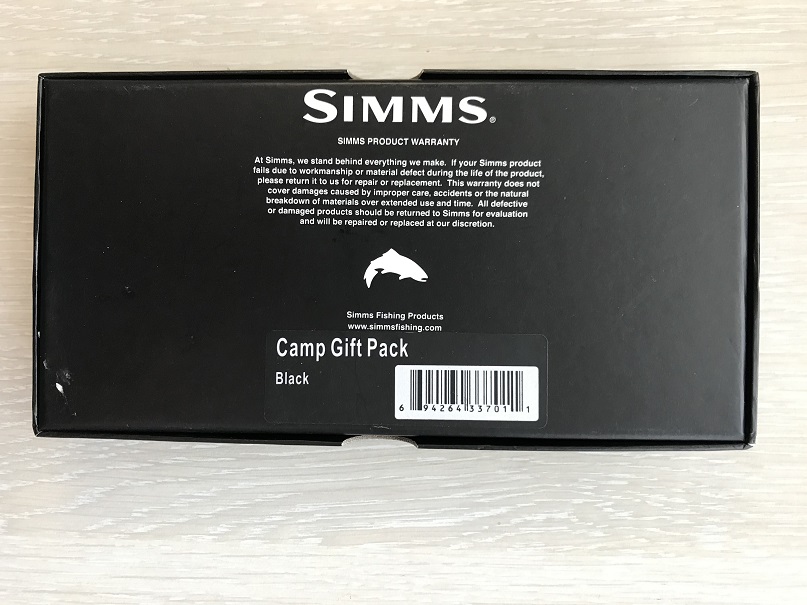 SIMMS®
SIMMS PRODUCT WARRANTY
At Simms, we stand behind everything we make. If your Simms product
fails due to workmanship or material defect during the life of the product,
please return it to us for repair or replacement. This warranty does not
cover damages caused by improper care, accidents or the natural
breakdown of materials over extended use and time. All defective
or damaged products should be returned to Simms for evaluation
and will be repaired or replaced at our discretion.
Simms Fishing Products
www.simmsfishing.com
Camp Gift Pack
Black
6 94264 33701 1